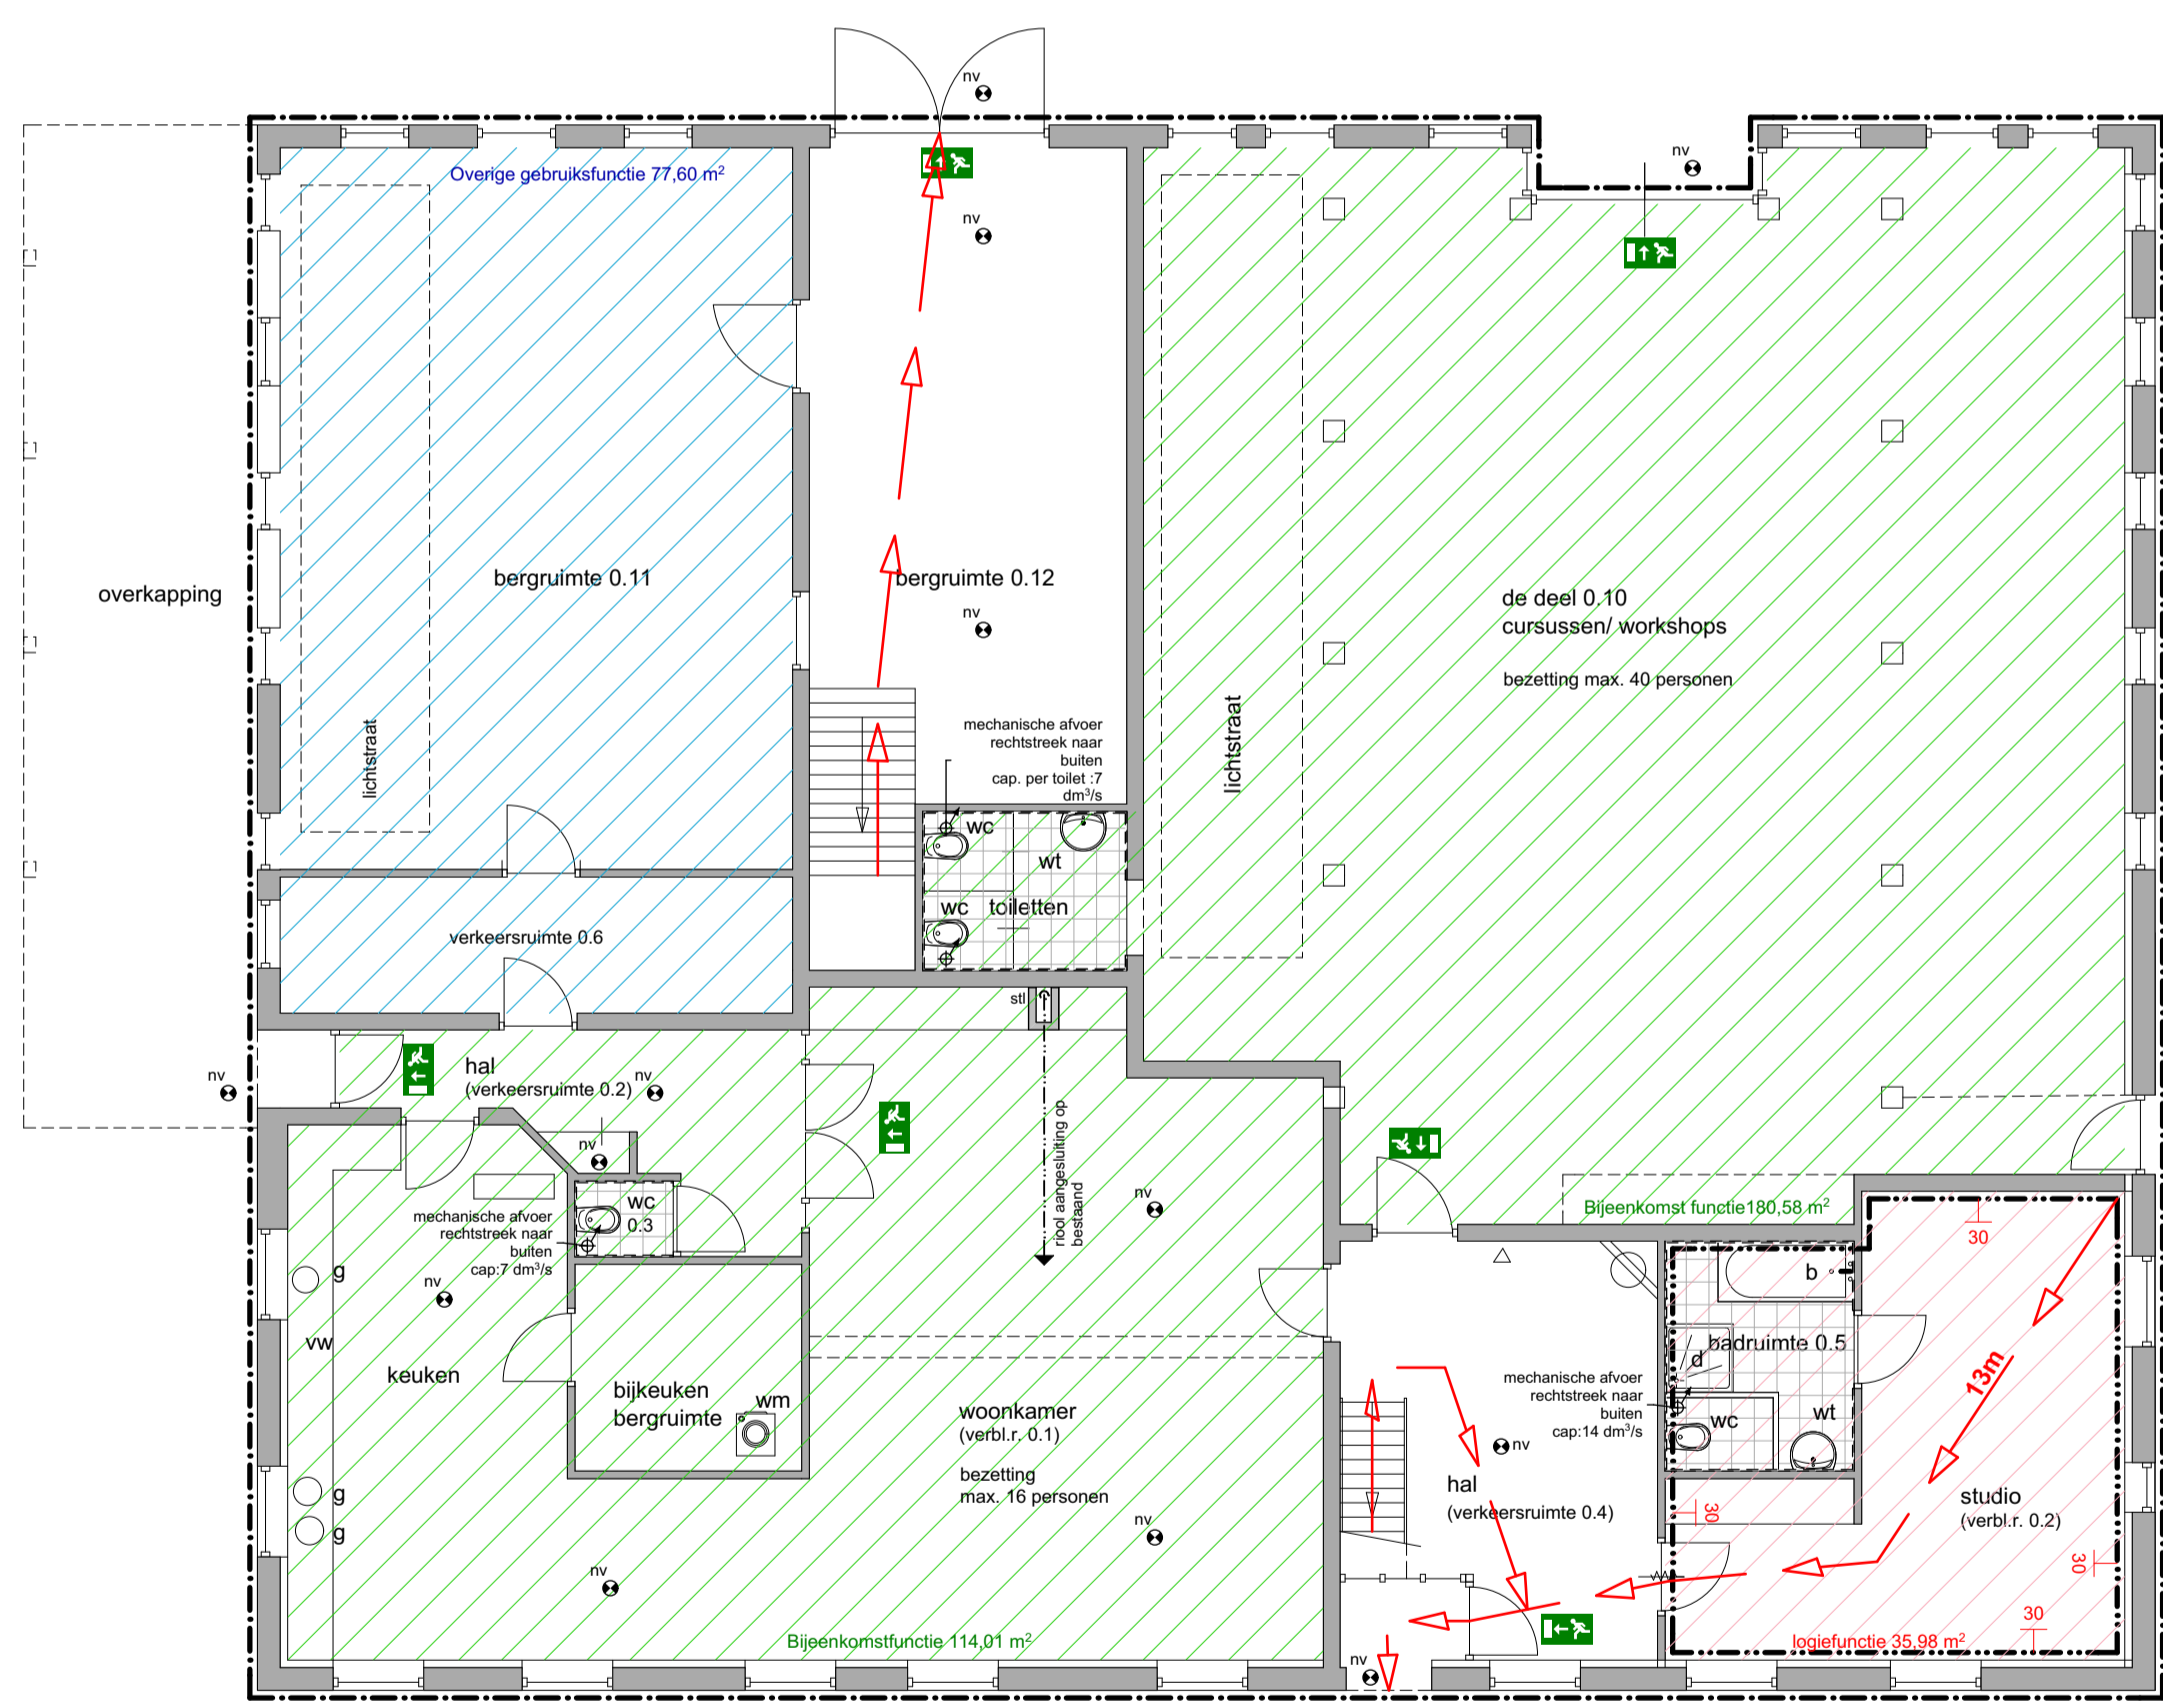 nv
nv
Overige gebruiksfunctie 77,60 m²
nv
bergruimte 0.11
bergruimte 0.12
overkapping
nv
de deel 0.10
cursussen/ workshops
bezetting max. 40 personen
lichtstraat
lichtstraat
mechanische afvoer
rechtstreek naar
buiten
cap. per toilet :7
dm³/s
wc
wt
wc
toiletten
verkeersruimte 0.6
stl
hal
(verkeersruimte 0.2)
nv
nv
nv
riool aangesluiting op
bestaand
wc
0.3
mechanische afvoer
rechtstreek naar
buiten
cap:7 dm³/s
nv
nv
Bijeenkomst functie180,58 m²
30
g
vw
keuken
bijkeuken
bergruimte
wm
woonkamer
(verbl.r. 0.1)
bezetting
max. 16 personen
b
badruimte 0.5
d
13m
mechanische afvoer
rechtstreek naar
buiten
cap:14 dm³/s
wc
wt
nv
hal
(verkeersruimte 0.4)
30
studio
(verbl.r. 0.2)
30
g
g
nv
nv
30
Bijeenkomstfunctie 114,01 m²
logiefunctie 35,98 m²
nv